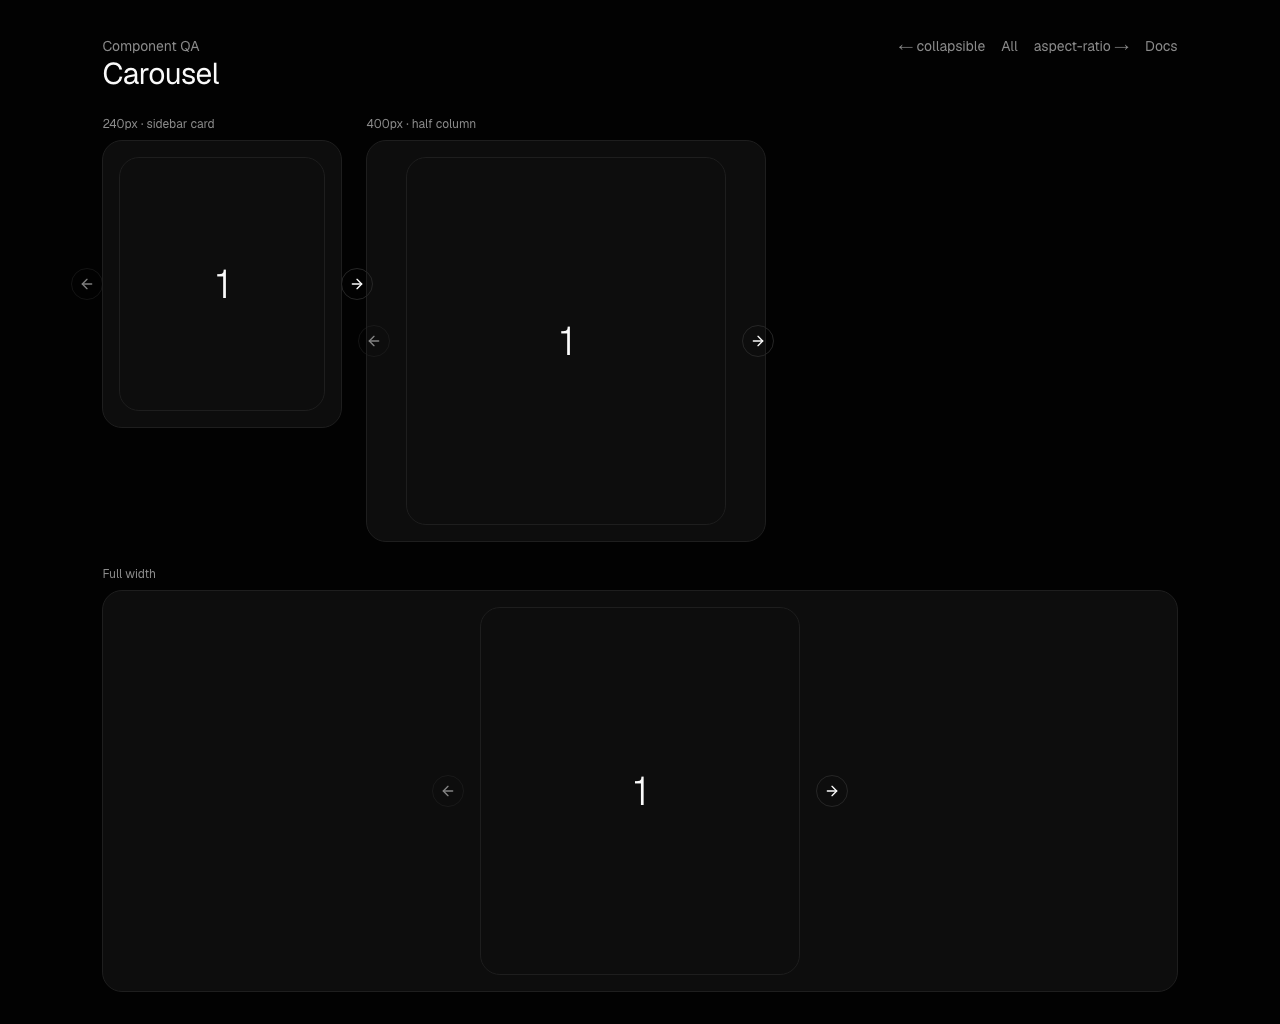 Component QA
Carousel
← collapsible All aspect-ratio → Docs
240px · sidebar card
400px · half column
1
1
Full width
1